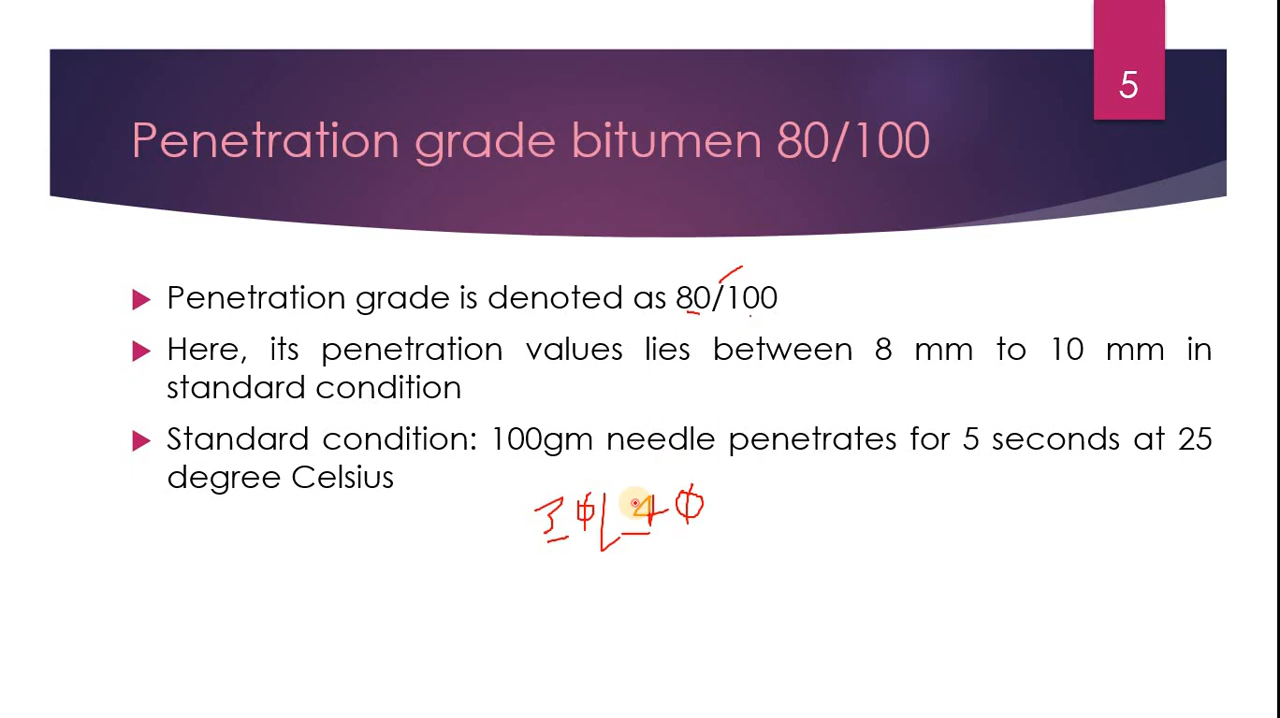 5
Penetration grade bitumen 80/100
Penetration grade is denoted as 80/100
Here, its penetration values lies between 8 mm to 10 mm in
standard condition
Standard condition: 100gm needle penetrates for 5 seconds at 25
degree Celsius
30/40